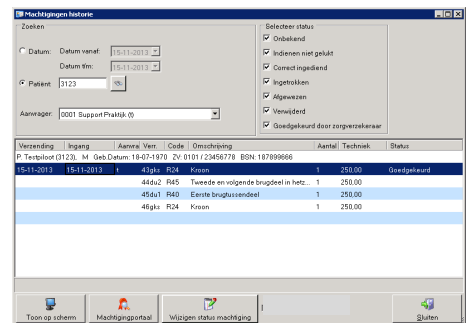 Machtigingen historie
Zoeken
Datum: Datum vanaf: 15-11-2013
Datum t/m: 15-11-2013
Patiënt 3123
Aanvrager: 0001 Support Praktijk (t)
Selecteer status
Onbekend
Indienen niet gelukt
Correct ingediend
Ingetrokken
Afgewezen
Verwijderd
Goedgekeurd door zorgverzekeraar
Verzending Ingang Aanvra Verr. Code Omschrijving Aantal Techniek Status
P. Testpiloot (3123), M Geb.Datum: 18-07-1970 ZV: 0101 / 23456778 BSN: 187899666
15-11-2013 15-11-2013 t 43gks R24 Kroon 1 250,00 Goedgekeurd
44du2 R45 Tweede en volgende brugdeel in hetz... 1 250,00
45du1 R40 Eerste brugtussendeel 1 250,00
46gks R24 Kroon 1 250,00
Toon op scherm Machtigingportaal Wijzigen status machtiging Sluiten